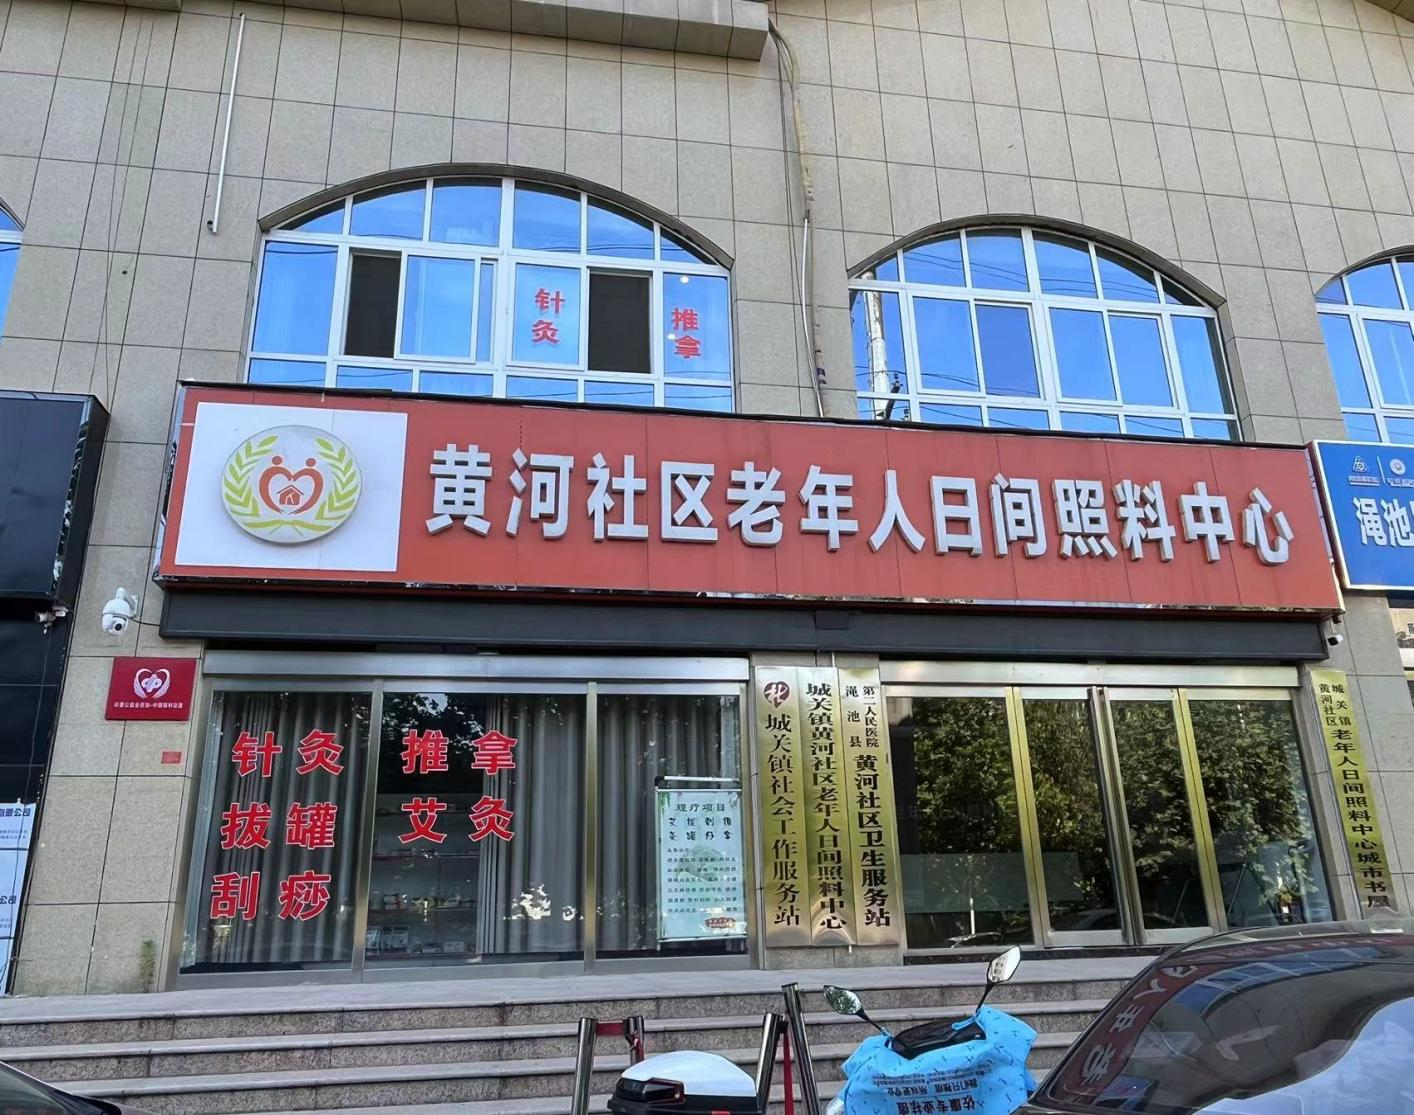 针灸
推拿
黄河社区老年人日间照料中心
渑池
针灸 推拿
拔罐 艾灸
刮痧
理疗项目
城关镇社会工作服务站
城关镇黄河社区老年人日间照料中心
渑池县
第二人民医院
黄河社区卫生服务站
城关镇
黄河社区
老年人日间照料中心城市书屋